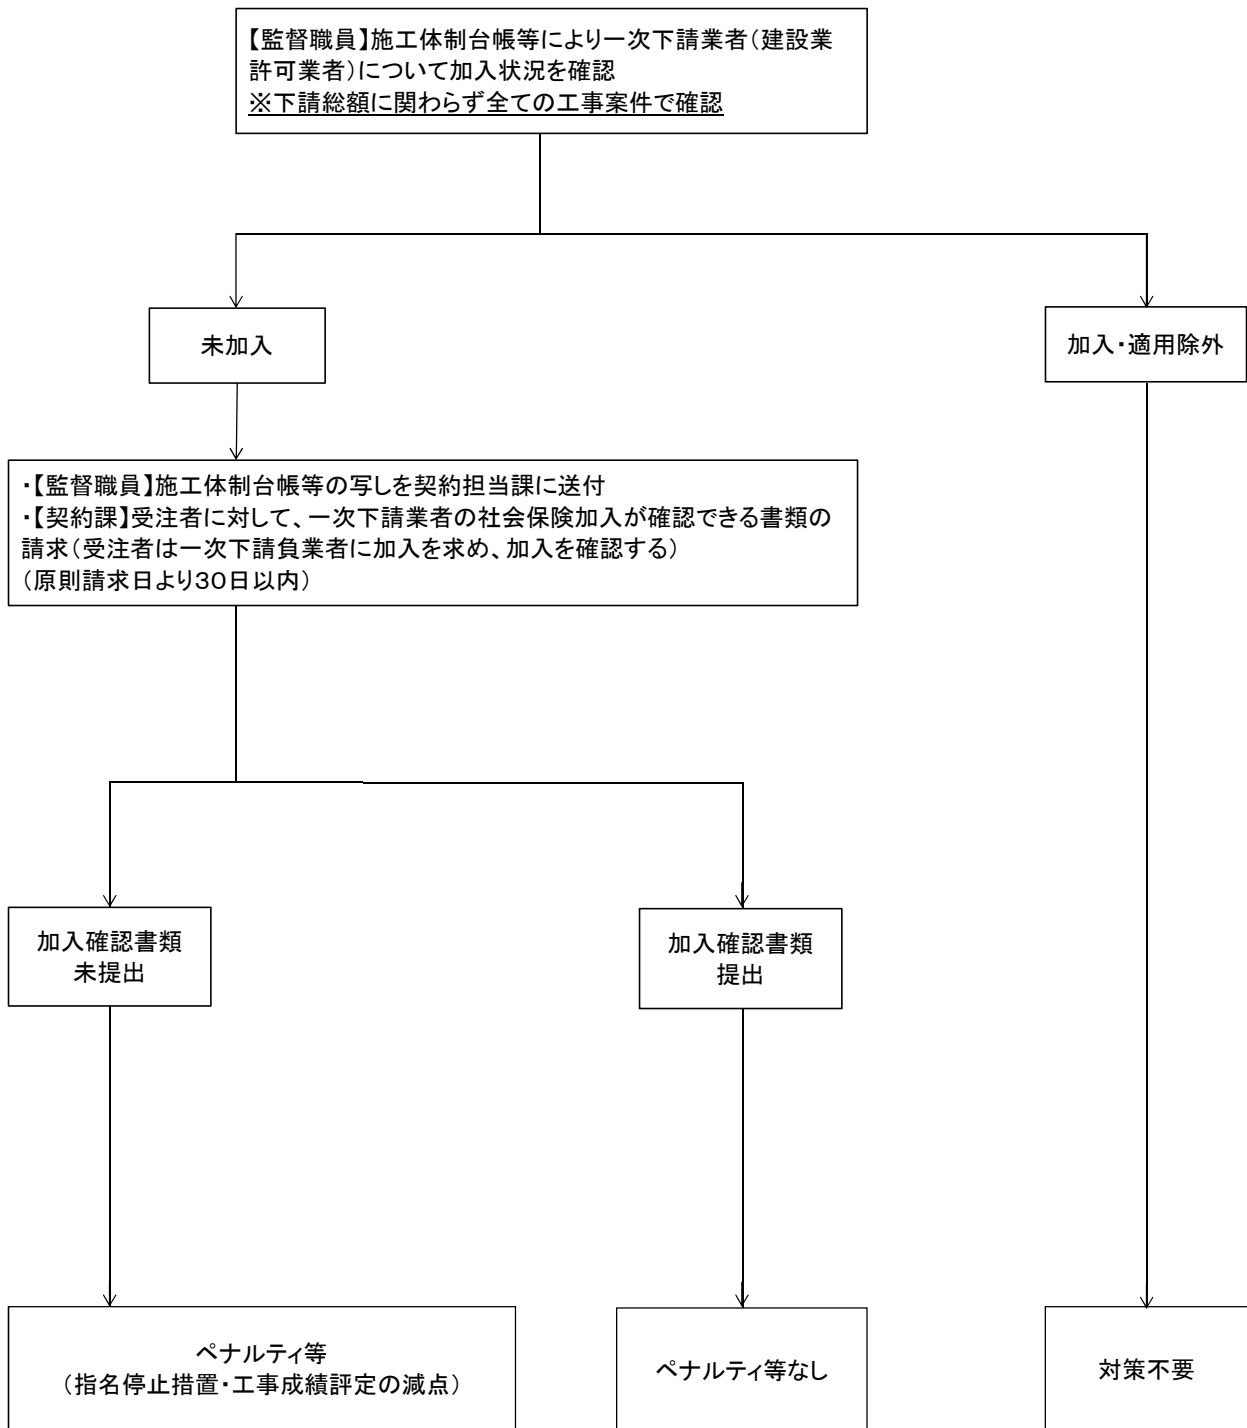 【監督職員】施工体制台帳等により一次下請業者（建設業
許可業者）について加入状況を確認
※下請総額に関わらず全ての工事案件で確認
未加入
加入・適用除外
・【監督職員】施工体制台帳等の写しを契約担当課に送付
・【契約課】受注者に対して、一次下請業者の社会保険加入が確認できる書類の
請求（受注者は一次下請負業者に加入を求め、加入を確認する）
（原則請求日より３０日以内）
加入確認書類
未提出
加入確認書類
提出
ペナルティ等
（指名停止措置・工事成績評定の減点）
ペナルティ等なし
対策不要